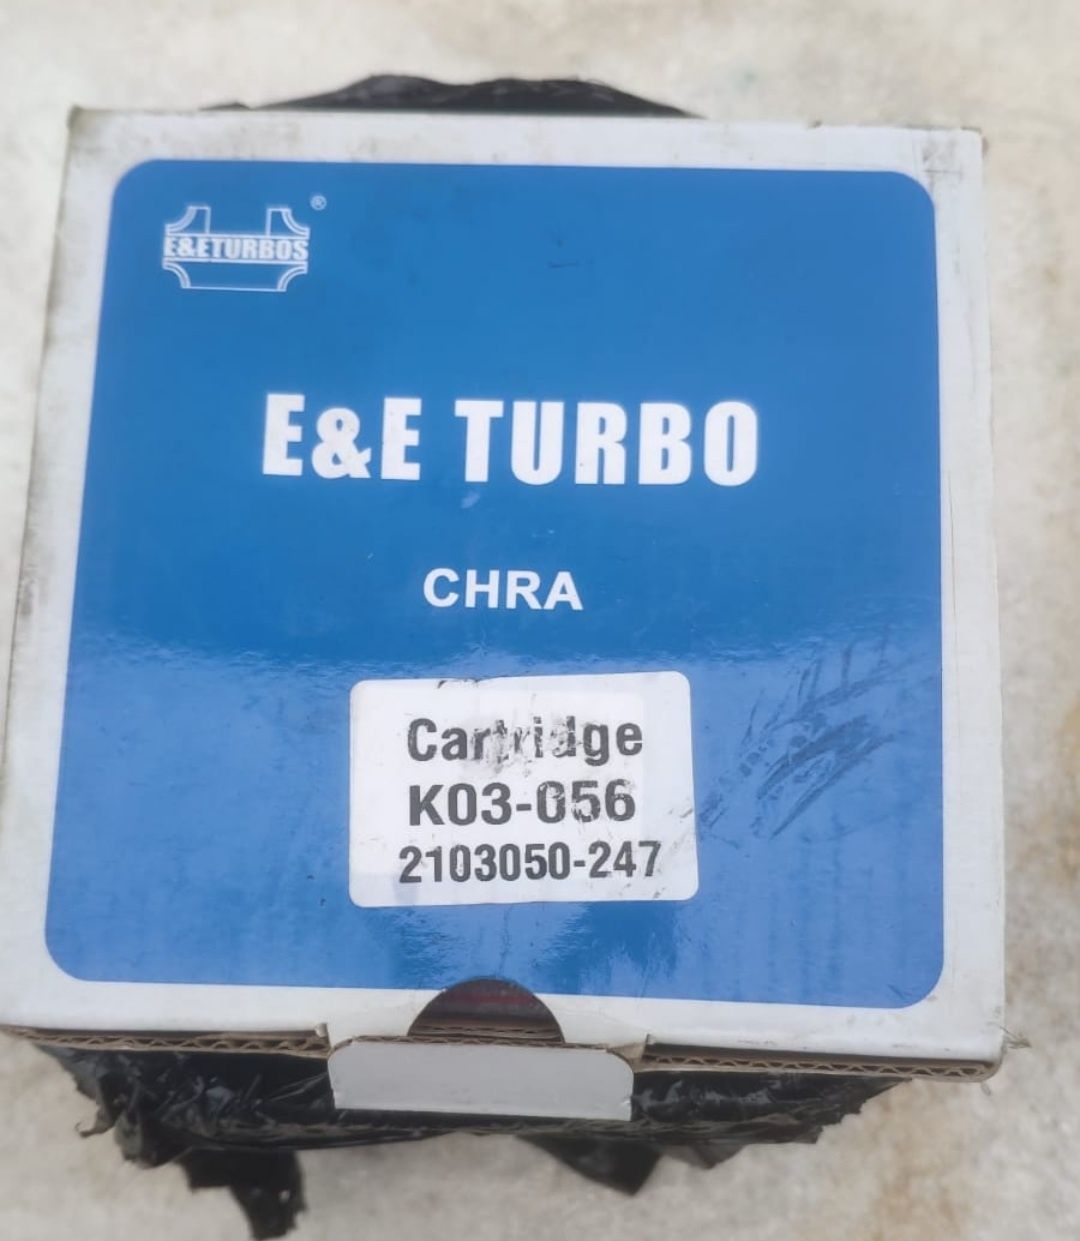 E&ETURBOS®
E&E TURBO
CHRA
Cartridge
K03-056
2103050-247